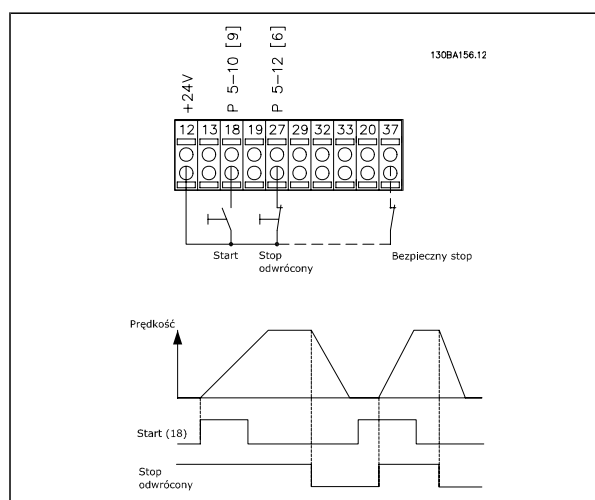 130BA156.12
+24V
P 5-10 [9]
P 5-12 [6]
12 13 18 19 27 29 32 33 20 37
Start
Stop
odwrócony
Bezpieczny stop
Prędkość
Start (18)
Stop
odwrócony